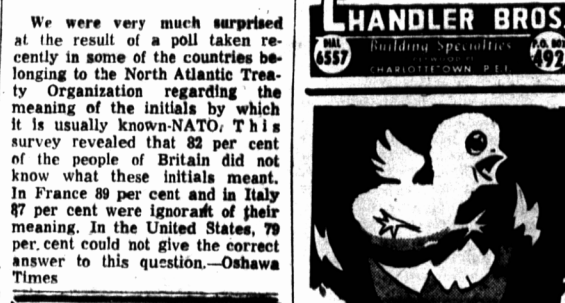 We were very much surprised
at the result of a poll taken re-
cently in some of the countries be-
longing to the North Atlantic Trea-
ty Organization regarding the
meaning of the initials by which
it is usually known-NATO. This
survey revealed that 82 per cent
of the people of Britain did not
know what these initials meant.
In France 89 per cent and in Italy
87 per cent were ignorant of their
meaning. In the United States, 79
per cent could not give the correct
answer to this question.—Oshawa
Times
CHANDLER BROS.
DIAL
6557
Building Specialties
P.O. BOX
492
CHARLOTTETOWN P.E.I.